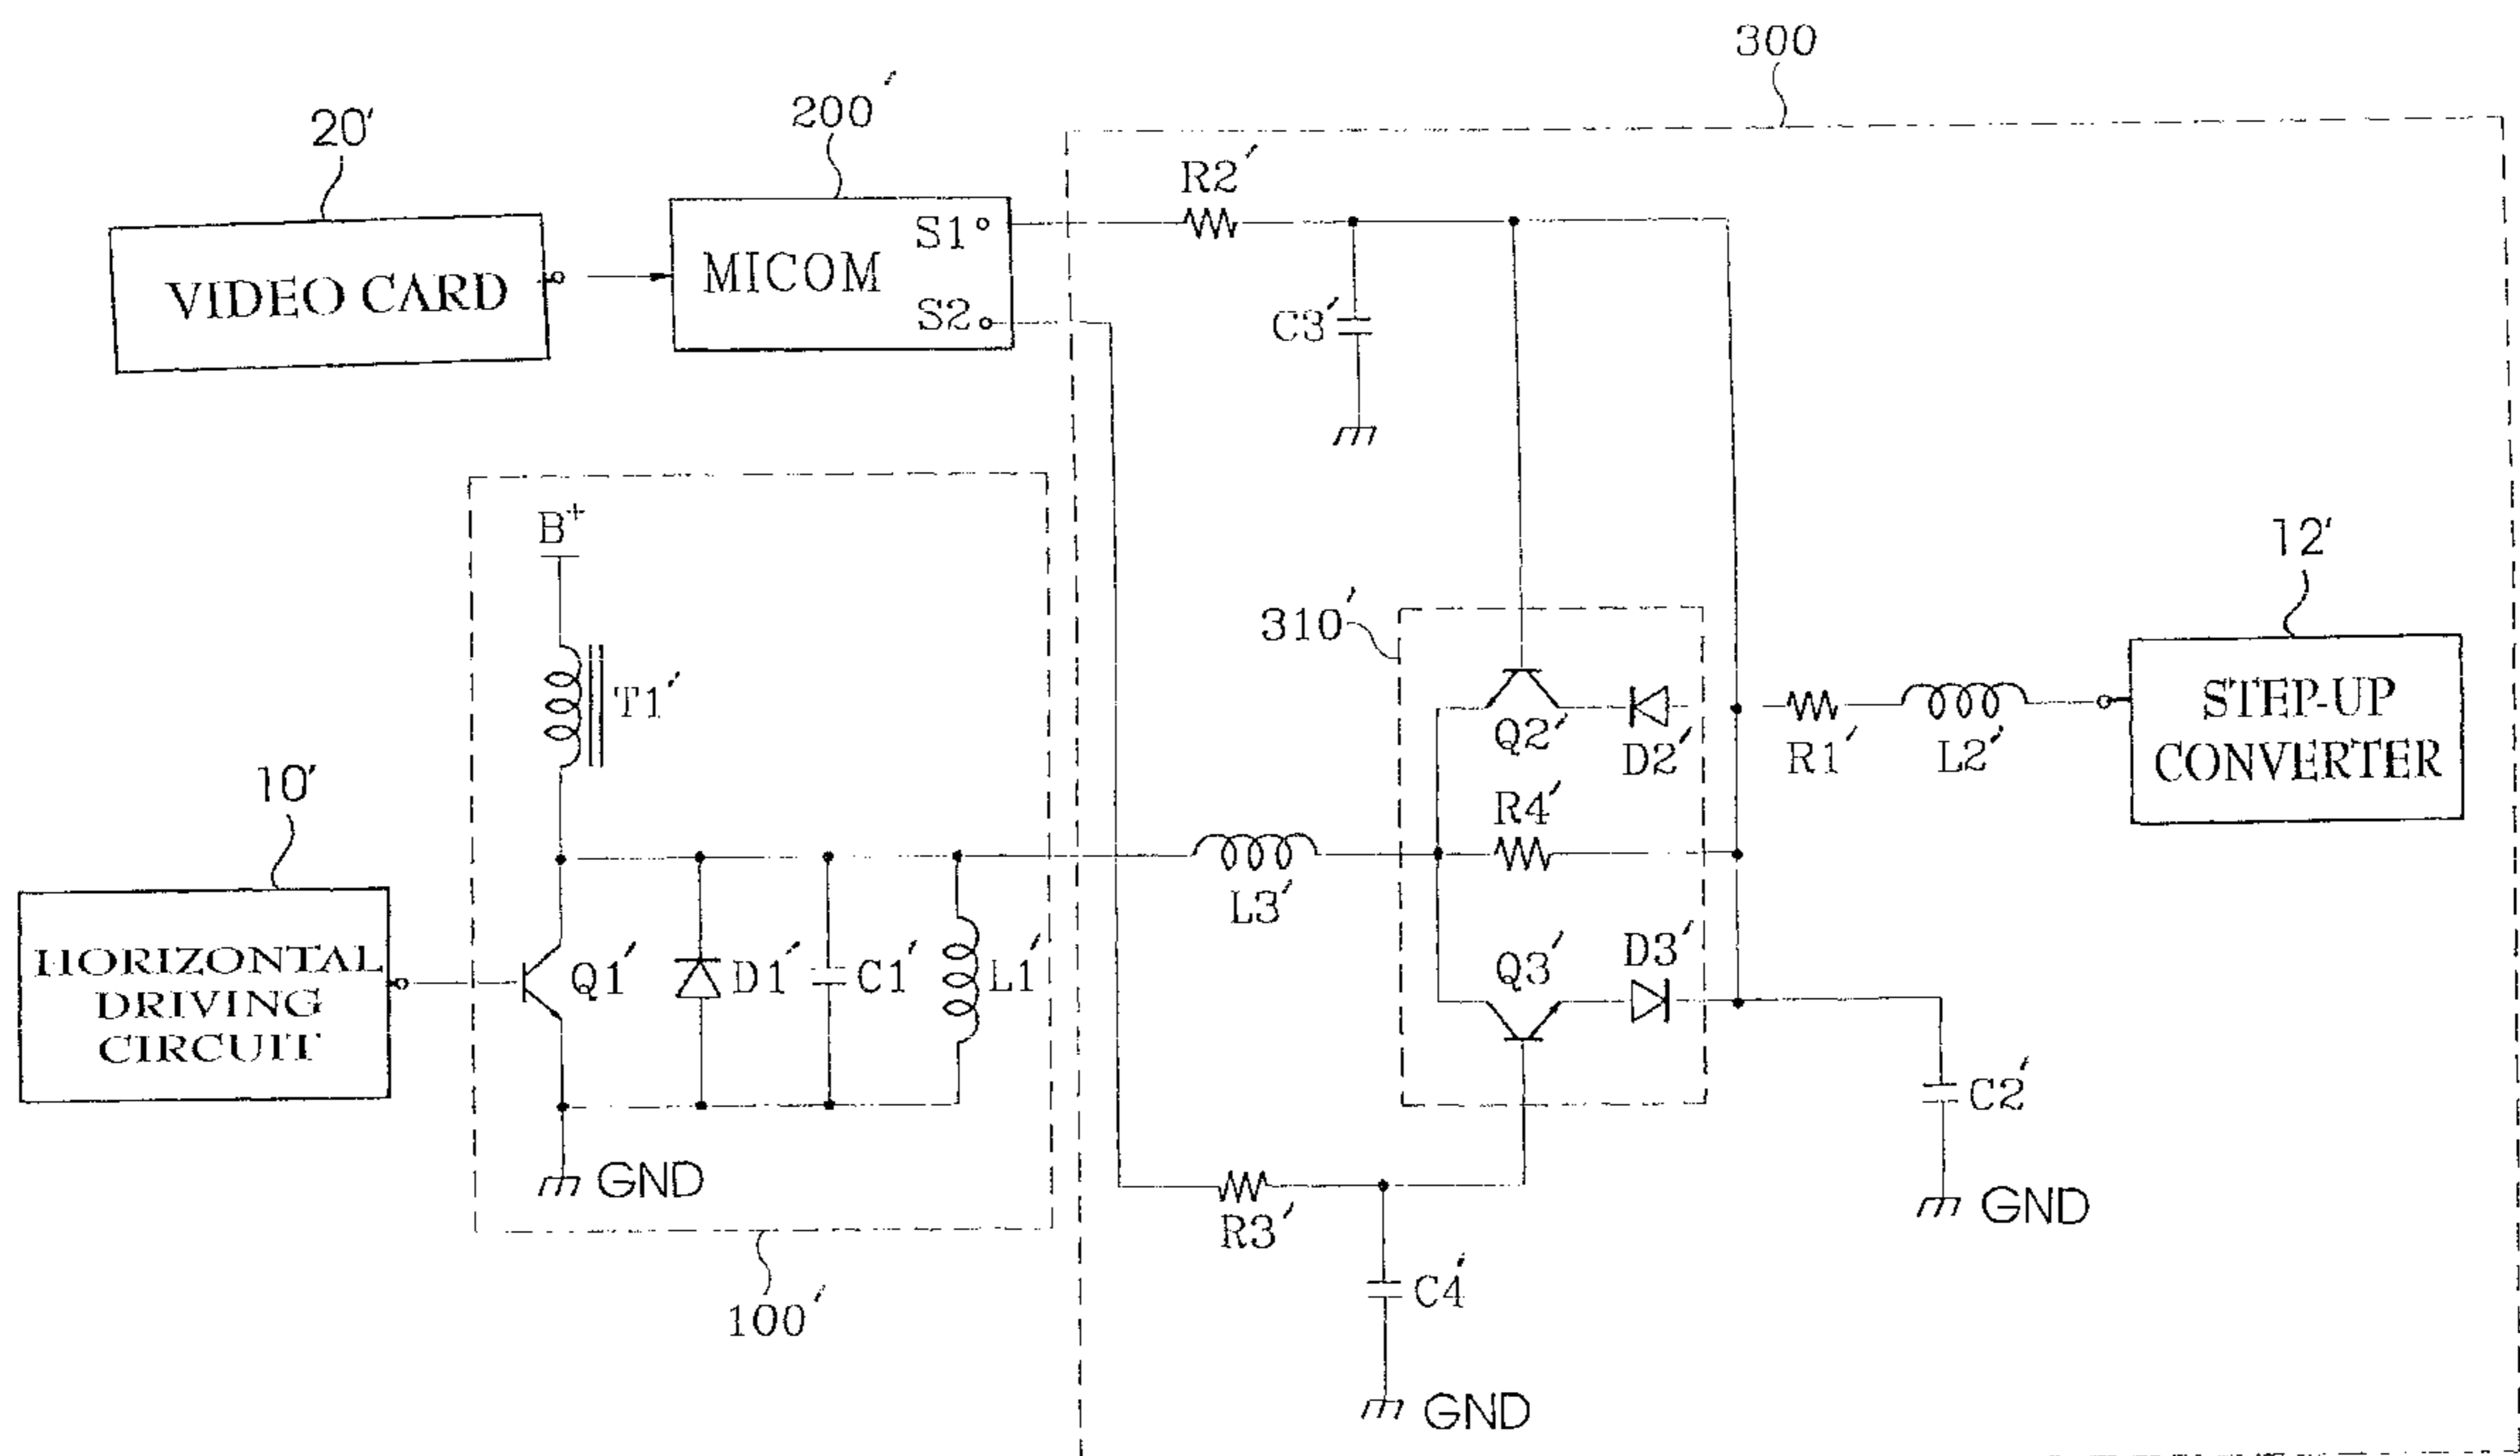 300
200′
20′
R2′
S1
MICOM
VIDEO CARD
S2
C3′
B+
12′
310′
T1′
Q2′
D2′
R1′
L2′
STEP-UP
CONVERTER
10′
R4′
L3′
HORIZONTAL
DRIVING
CIRCUIT
Q1′
D1′
C1′
L1′
Q3′
D3′
C2′
GND
GND
R3′
C4′
100′
GND